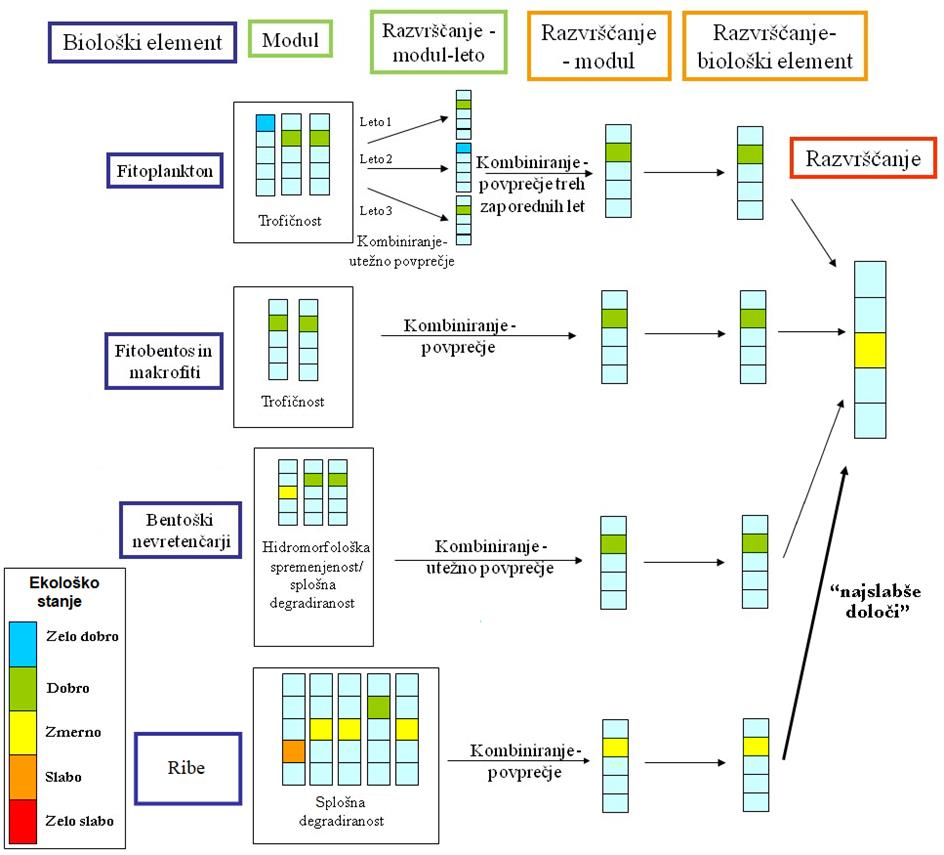 Biološki element
Modul
Razvrščanje -
modul-leto
Razvrščanje
- modul
Razvrščanje-
biološki element
Razvrščanje
Fitoplankton
Trofičnost
Leto 1
Leto2
Leto 3
Kombiniranje-
utežno povprečje
Kombiniranje-
povprečje treh
zaporednih let
Fitobentos in
makrofiti
Trofičnost
Kombiniranje -
povprečje
Bentoški
nevretenčarji
Hidromorfološka
spremenjenost/
splošna
degradiranost
Kombiniranje -
utežno povprečje
“najslabše
določi”
Ekološko
stanje
Zelo dobro
Dobro
Zmerno
Slabo
Zelo slabo
Ribe
Splošna
degradiranost
Kombiniranje -
povprečje